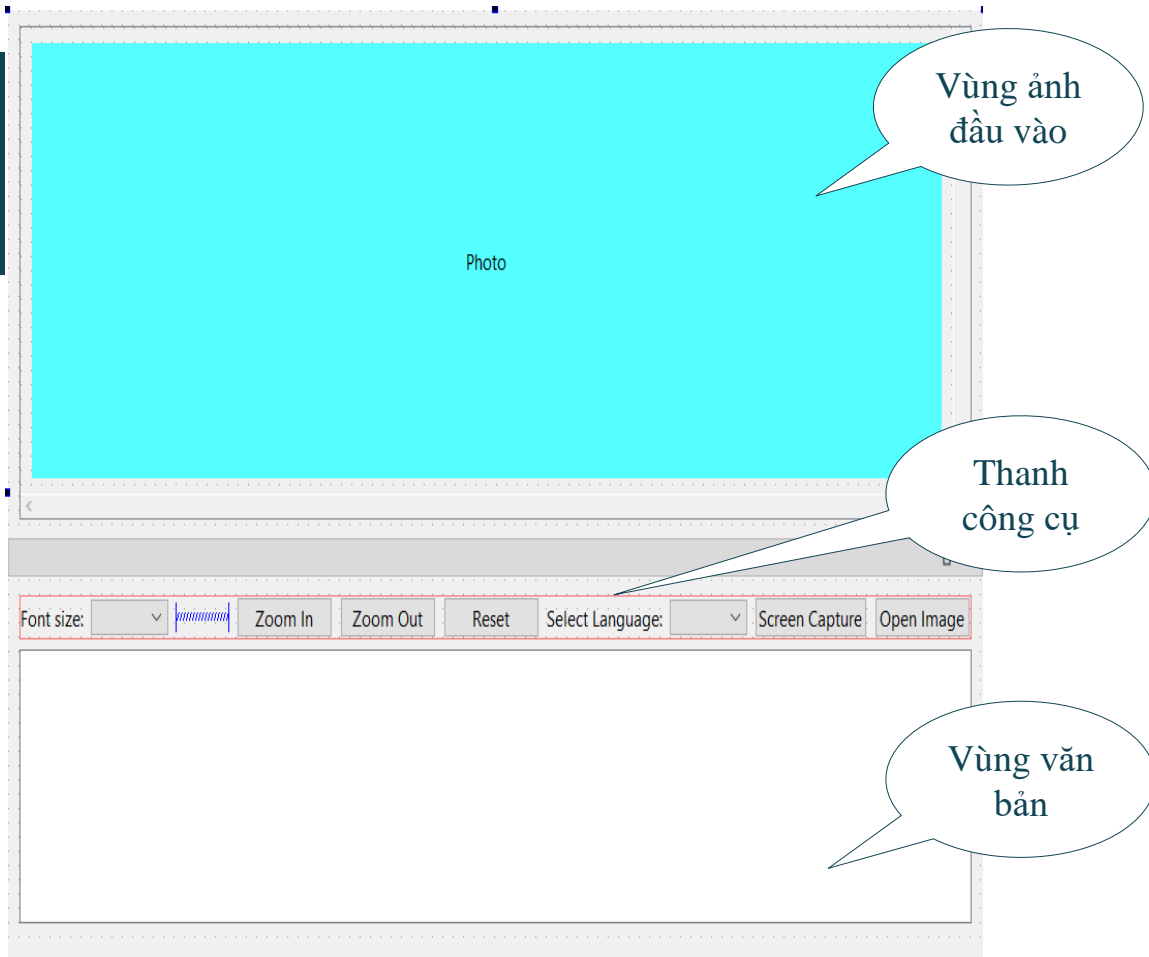 Vùng ảnh
đầu vào
Photo
Thanh
công cụ
Font size:
Zoom In
Zoom Out
Reset
Select Language:
Screen Capture
Open Image
Vùng văn
bản